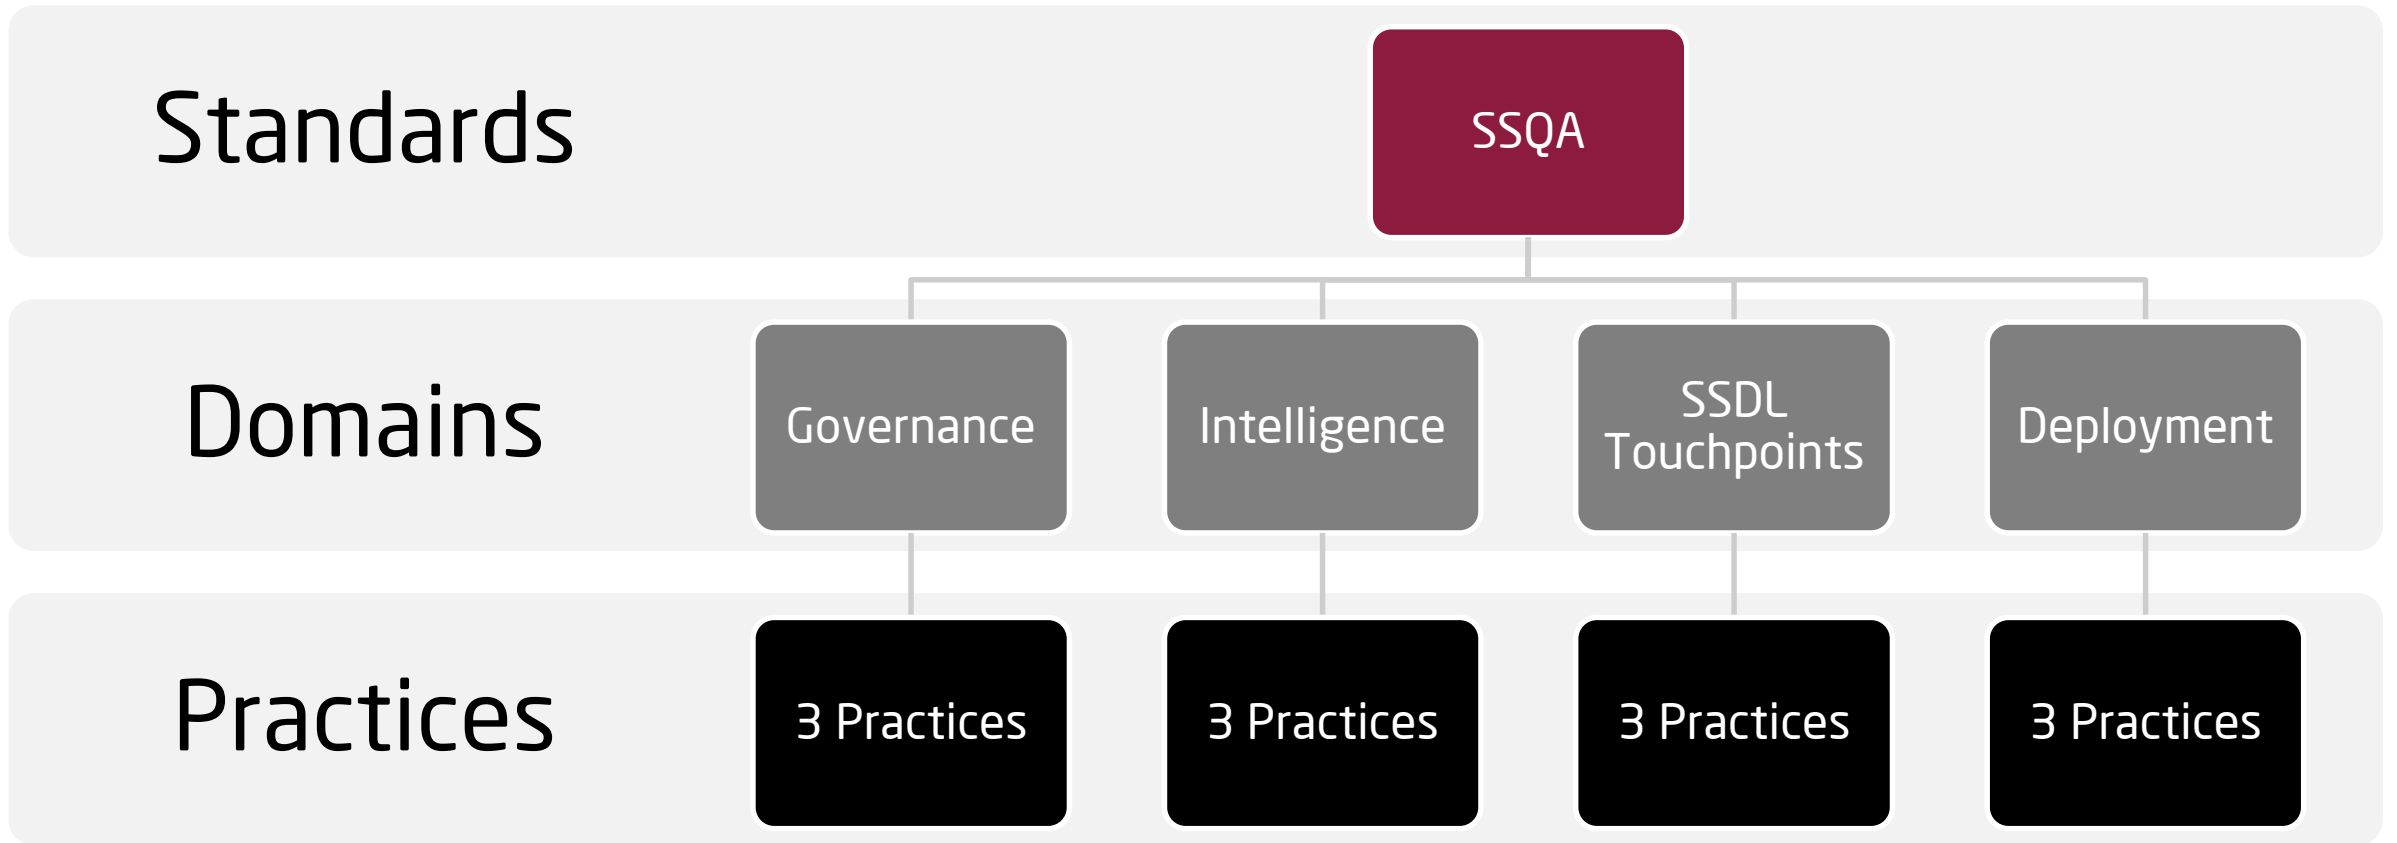 Standards
SSQA
Domains
Governance
Intelligence
SSDL
Touchpoints
Deployment
Practices
3 Practices
3 Practices
3 Practices
3 Practices